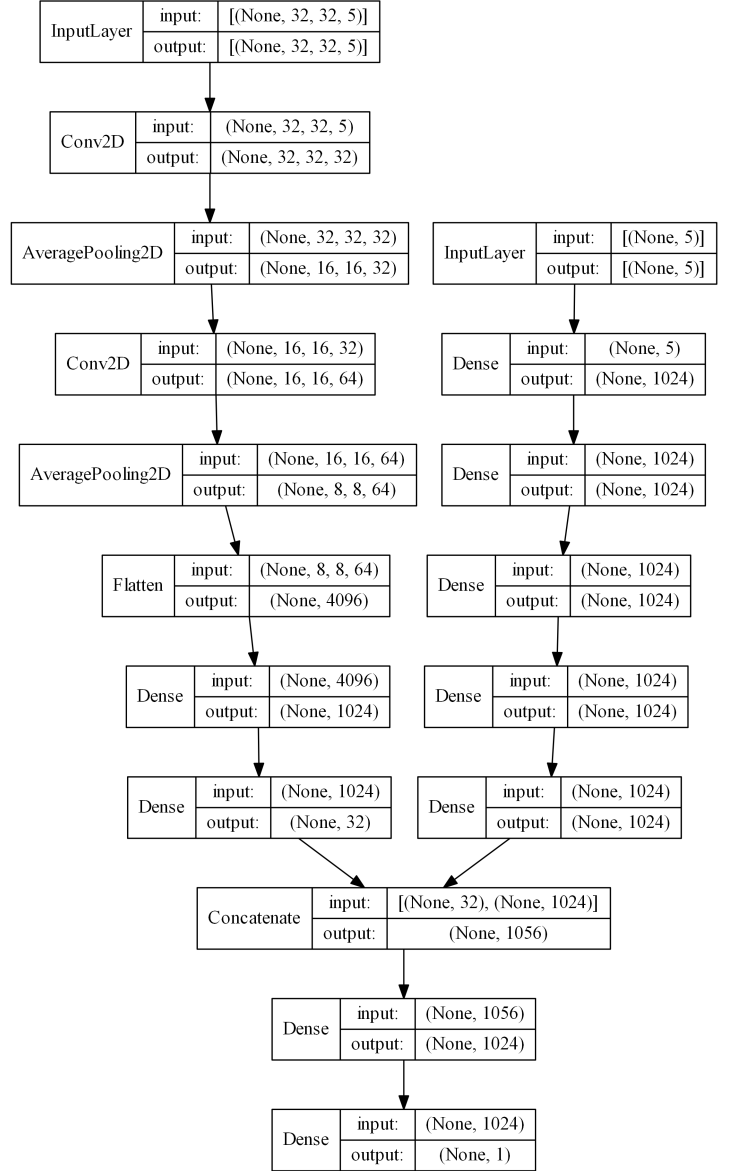 InputLayer
input: [(None, 32, 32, 5)]
output: [(None, 32, 32, 5)]
Conv2D
input: (None, 32, 32, 5)
output: (None, 32, 32, 32)
AveragePooling2D
input: (None, 32, 32, 32)
output: (None, 16, 16, 32)
InputLayer
input: [(None, 5)]
output: [(None, 5)]
Conv2D
input: (None, 16, 16, 32)
output: (None, 16, 16, 64)
Dense
input: (None, 5)
output: (None, 1024)
AveragePooling2D
input: (None, 16, 16, 64)
output: (None, 8, 8, 64)
Dense
input: (None, 1024)
output: (None, 1024)
Flatten
input: (None, 8, 8, 64)
output: (None, 4096)
Dense
input: (None, 1024)
output: (None, 1024)
Dense
input: (None, 4096)
output: (None, 1024)
Dense
input: (None, 1024)
output: (None, 1024)
Dense
input: (None, 1024)
output: (None, 32)
Dense
input: (None, 1024)
output: (None, 1024)
Concatenate
input: [(None, 32), (None, 1024)]
output: (None, 1056)
Dense
input: (None, 1056)
output: (None, 1024)
Dense
input: (None, 1024)
output: (None, 1)